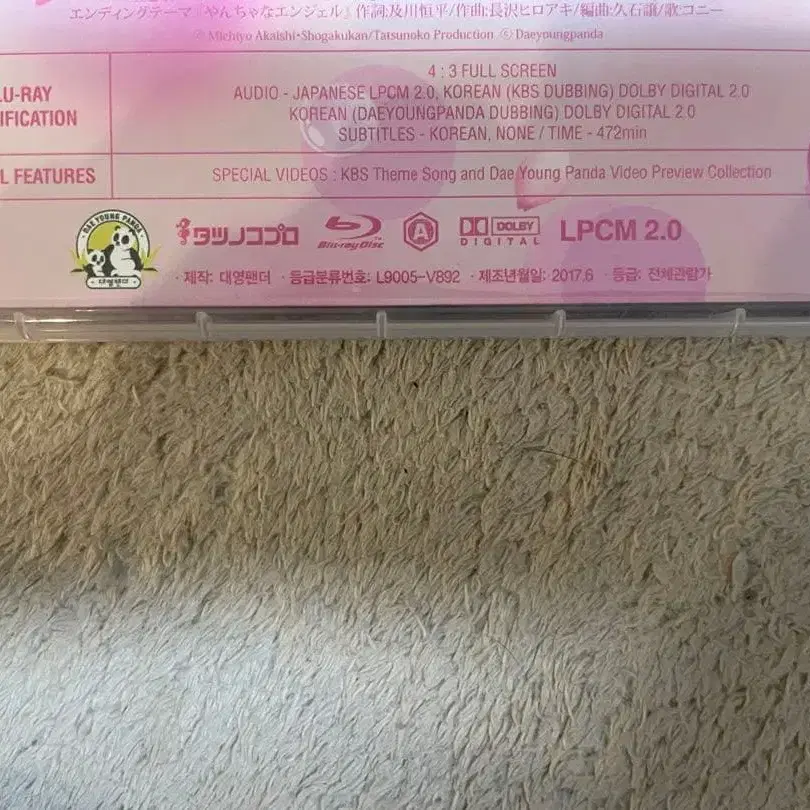 エンディングテーマ『やんちゃなエンジェル』作詞:及川恒平/作曲:長沢ヒロアキ/編曲:久石譲/歌:コニー
© Michiyo Akaishi・Shogakukan/Tatsunoko Production © Daeyoungpanda
LU-RAY
IFICATION
4 : 3 FULL SCREEN
AUDIO - JAPANESE LPCM 2.0, KOREAN (KBS DUBBING) DOLBY DIGITAL 2.0
KOREAN (DAEYOUNGPANDA DUBBING) DOLBY DIGITAL 2.0
SUBTITLES - KOREAN, NONE / TIME - 472min
L FEATURES
SPECIAL VIDEOS : KBS Theme Song and Dae Young Panda Video Preview Collection
DAE YOUNG PANDA
대영팬더
タツノコプロ
Blu-ray Disc
A
DOLBY
DIGITAL
LPCM 2.0
· 제작: 대영팬더 · 등급분류번호: L9005-V892 · 제조년월일: 2017.6 · 등급: 전체관람가